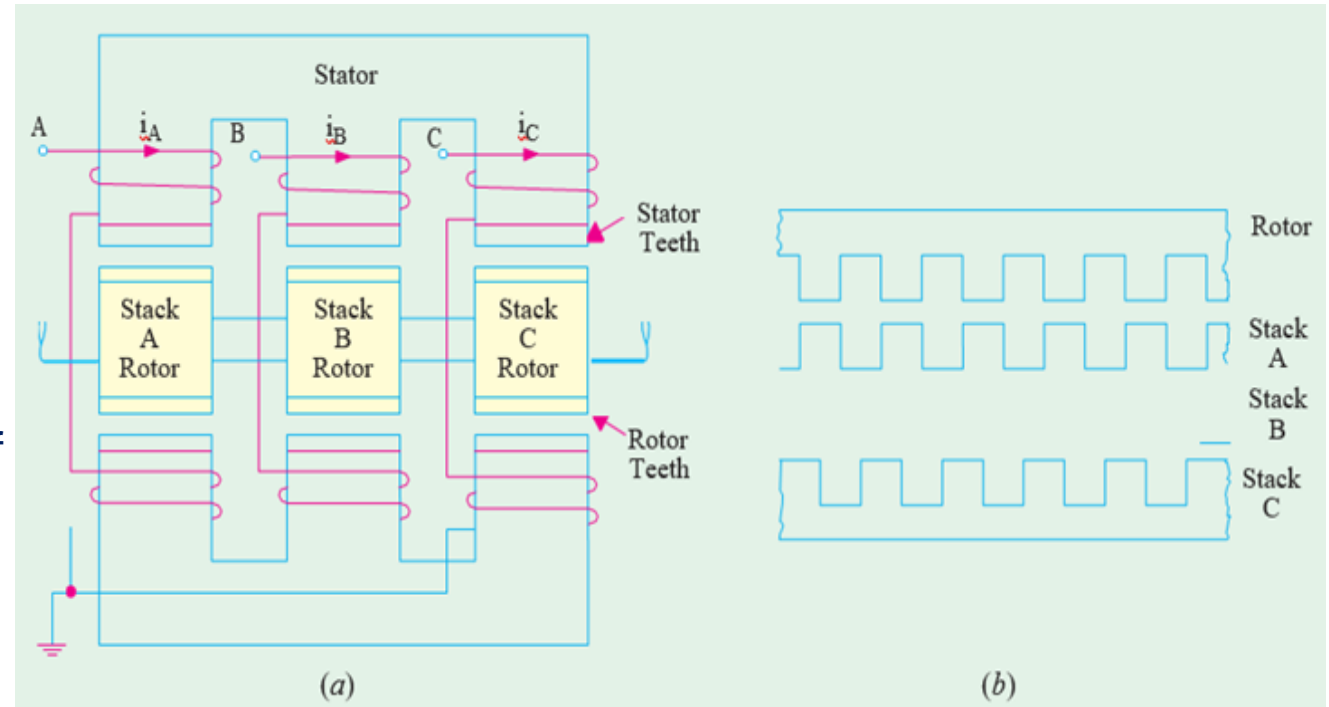 Stator
A
iA
B
iB
C
iC
Stator
Teeth
Stack
A
Rotor
Stack
B
Rotor
Stack
C
Rotor
Rotor
Teeth
(a)
Rotor
Stack
A
Stack
B
Stack
C
(b)